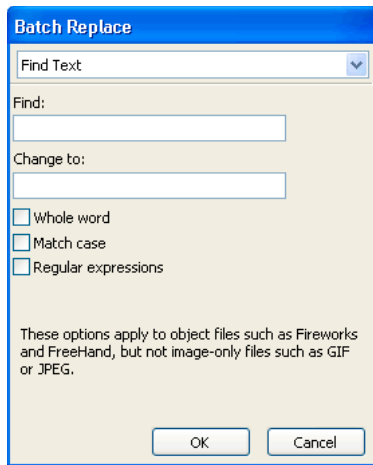 Batch Replace
Find Text
Find:
Change to:
Whole word
Match case
Regular expressions
These options apply to object files such as Fireworks
and FreeHand, but not image-only files such as GIF
or JPEG.
OK
Cancel